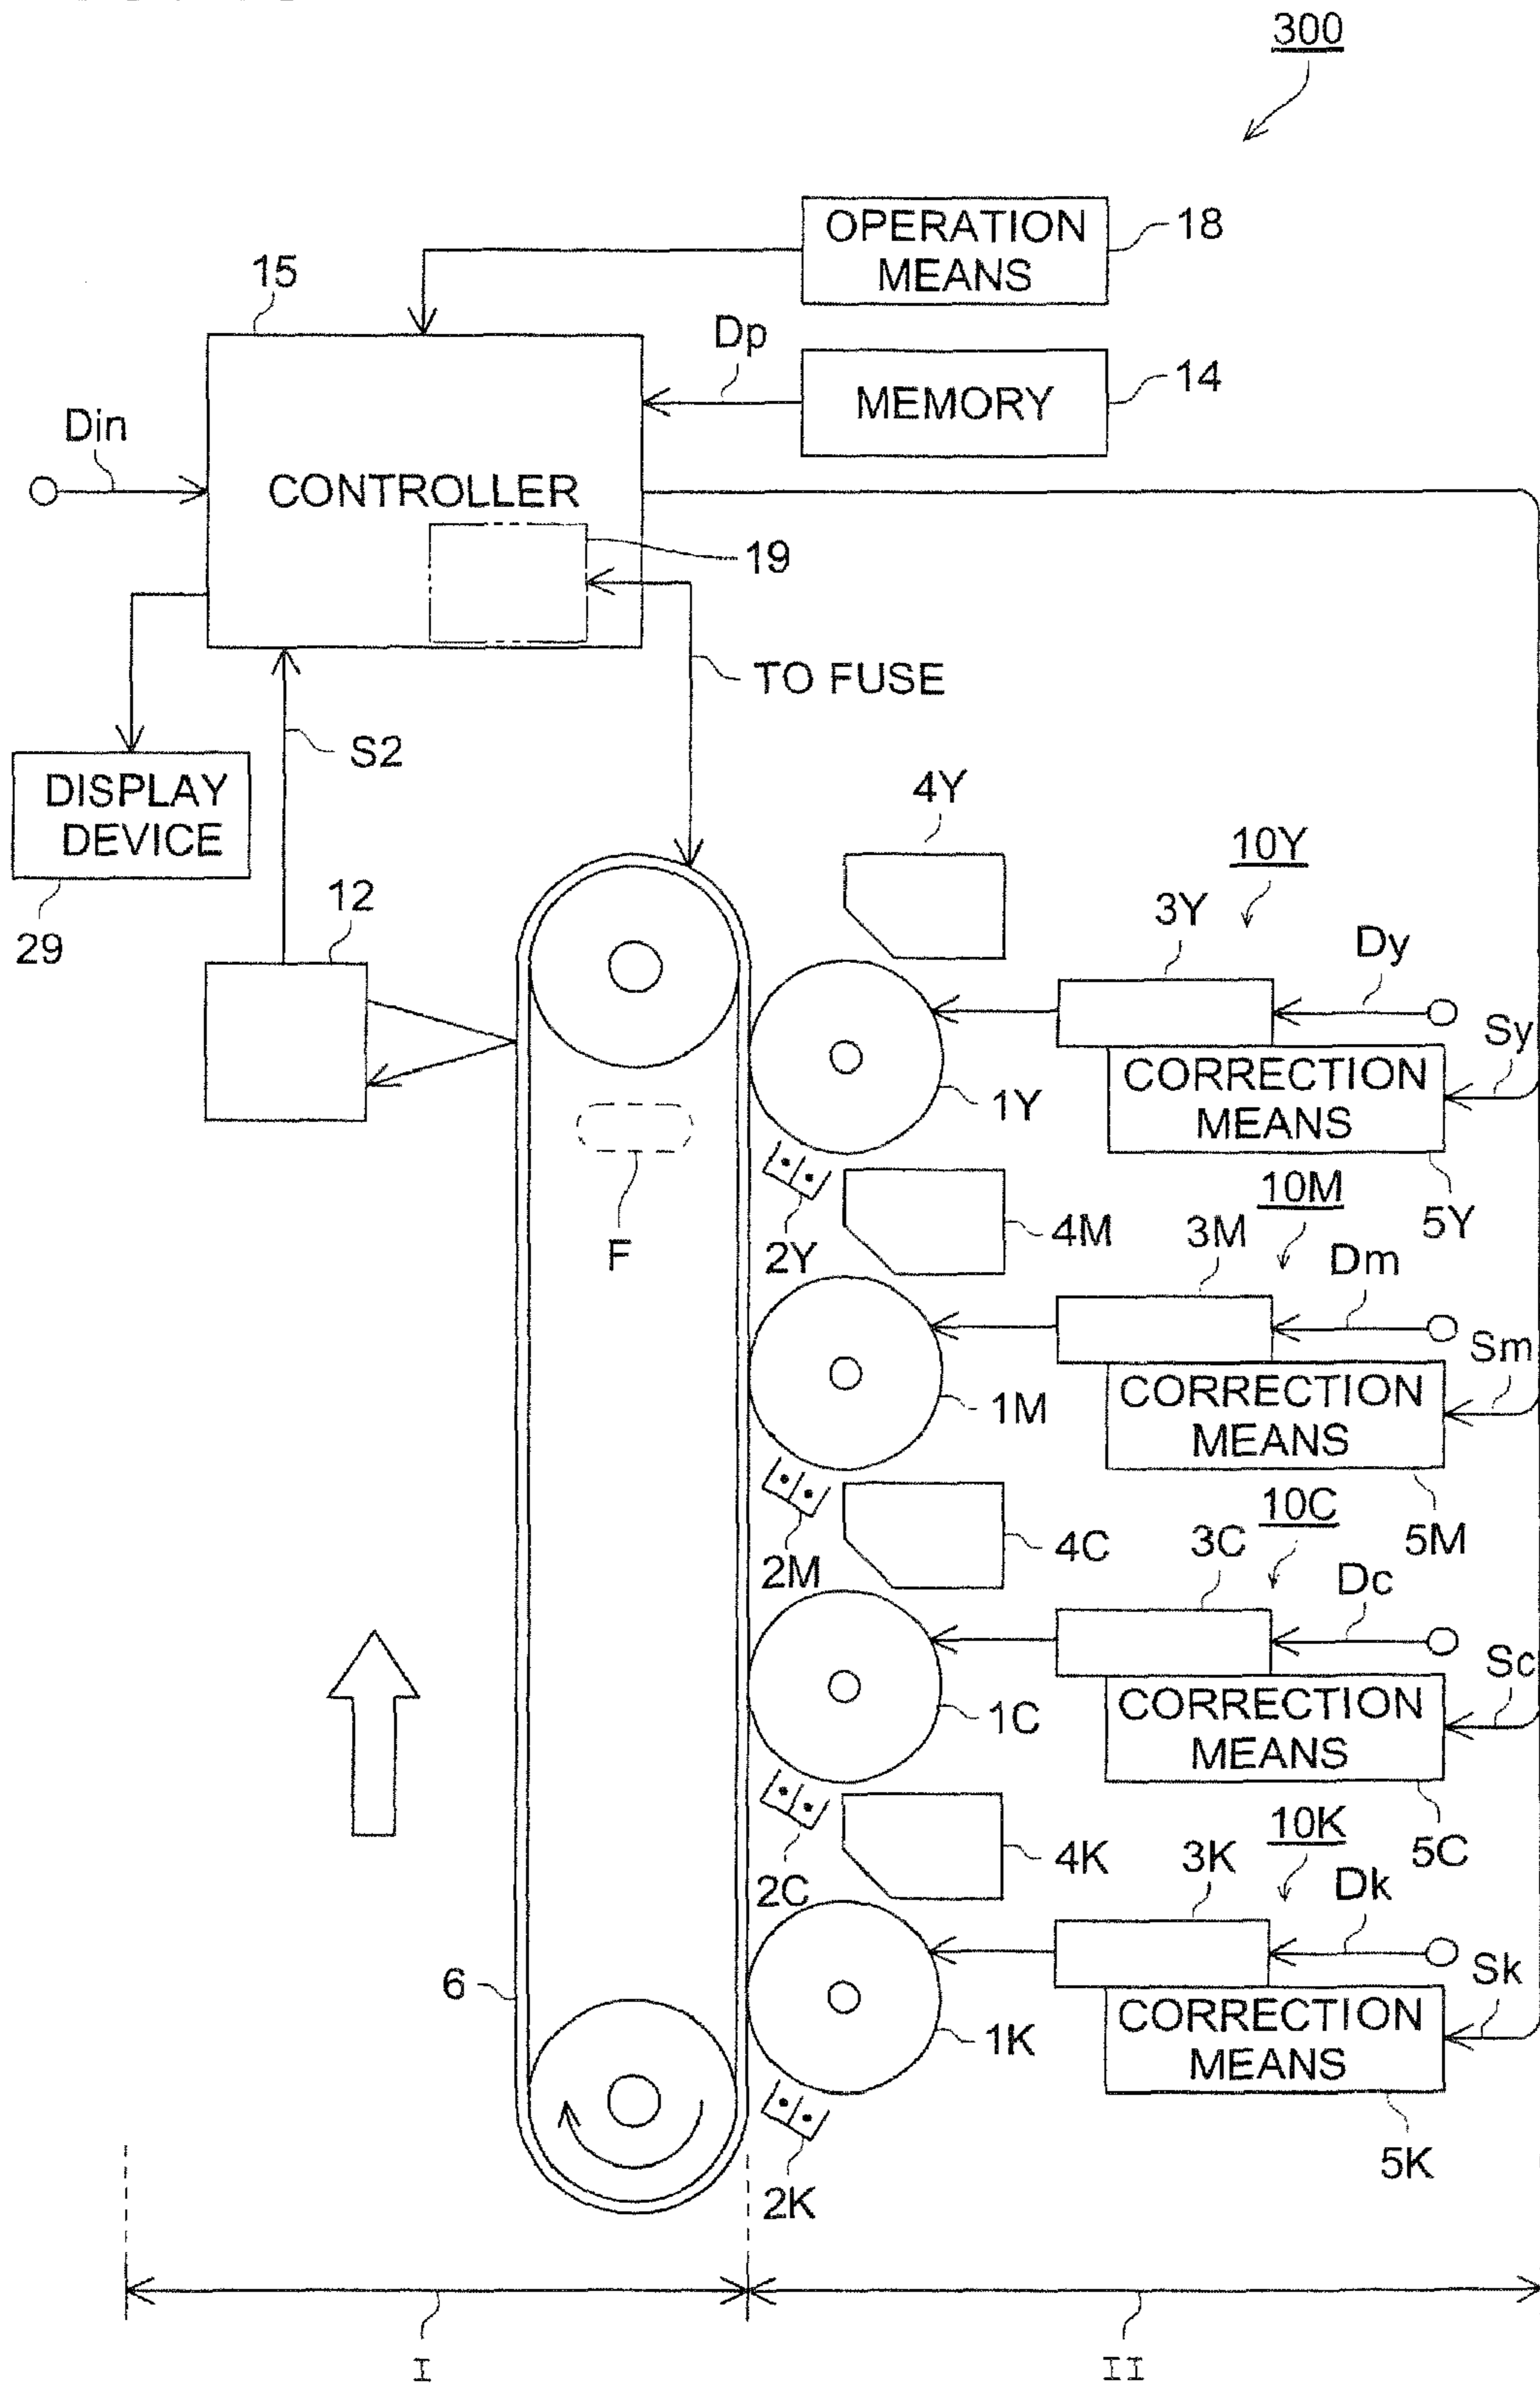 300
OPERATION
MEANS
18
15
Dp
MEMORY
14
Din
CONTROLLER
19
TO FUSE
S2
DISPLAY
DEVICE
29
12
4Y
10Y
3Y
Dy
Sy
CORRECTION
MEANS
1Y
5Y
F
2Y
4M
10M
3M
Dm
Sm
CORRECTION
MEANS
1M
5M
2M
4C
10C
3C
Dc
Sc
CORRECTION
MEANS
1C
5C
2C
4K
10K
3K
Dk
Sk
6
CORRECTION
MEANS
1K
5K
2K
I
II